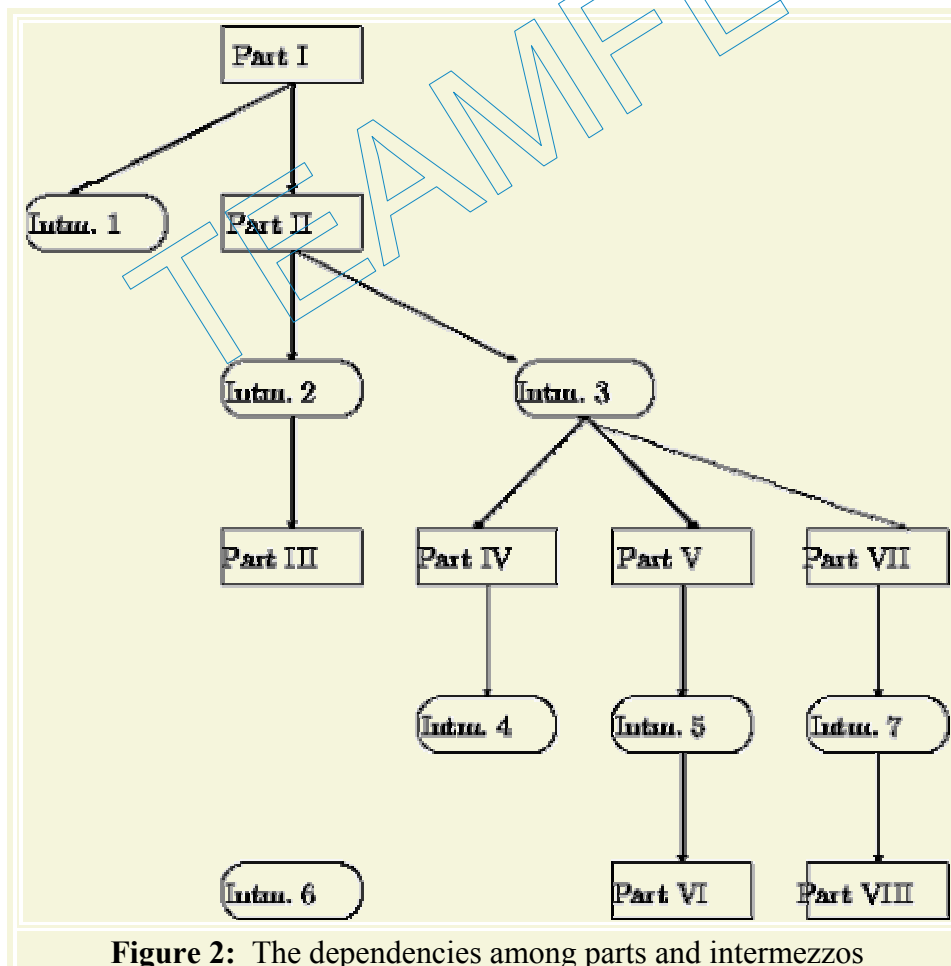 TEAMFL
Part I
Intm. 1
Part II
Intm. 2
Intm. 3
Part III
Part IV
Part V
Part VII
Intm. 4
Intm. 5
Intm. 7
Intm. 6
Part VI
Part VIII
Figure 2: The dependencies among parts and intermezzos